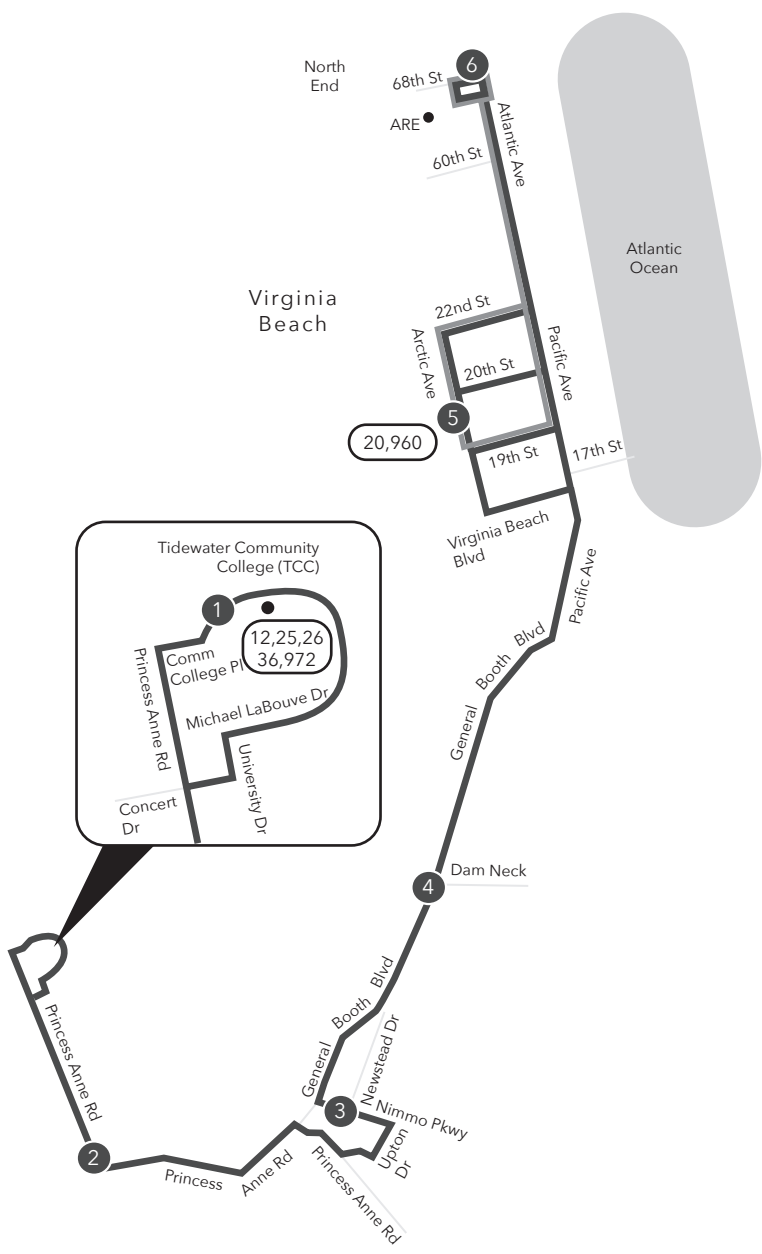 6
North
End
68th St
ARE
Atlantic Ave
60th St
Atlantic
Ocean
Virginia
Beach
22nd St
Arctic Ave
Pacific Ave
20th St
5
20,960
19th St
17th St
Virginia Beach
Blvd
Pacific Ave
Tidewater Community
College (TCC)
1
12,25,26
36,972
Comm
College Pl
Princess Anne Rd
Michael LaBouve Dr
University Dr
Concert
Dr
General Booth Blvd
4
Dam Neck
General Booth Blvd
Newstead Dr
3
Nimmo Pkwy
Upton
Dr
Princess Anne Rd
2
Princess Anne Rd
Princess Anne Rd